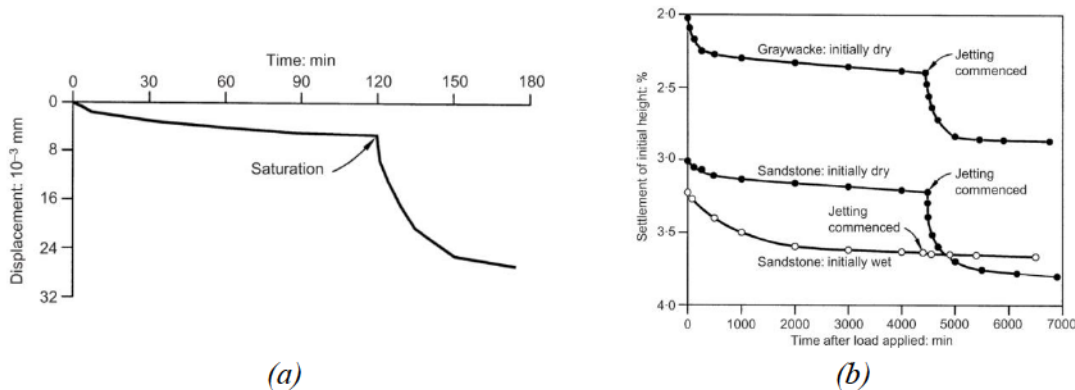 Time: min
0 30 60 90 120 150 180
0
8
16
24
32
Displacement: 10⁻³ mm
Saturation
(a)
2·0
2·5
3·0
3·5
4·0
Settlement of initial height: %
Graywacke: initially dry
Jetting
commenced
Sandstone: initially dry
Jetting
commenced
Jetting
commenced
Sandstone: initially wet
0 1000 2000 3000 4000 5000 6000 7000
Time after load applied: min
(b)